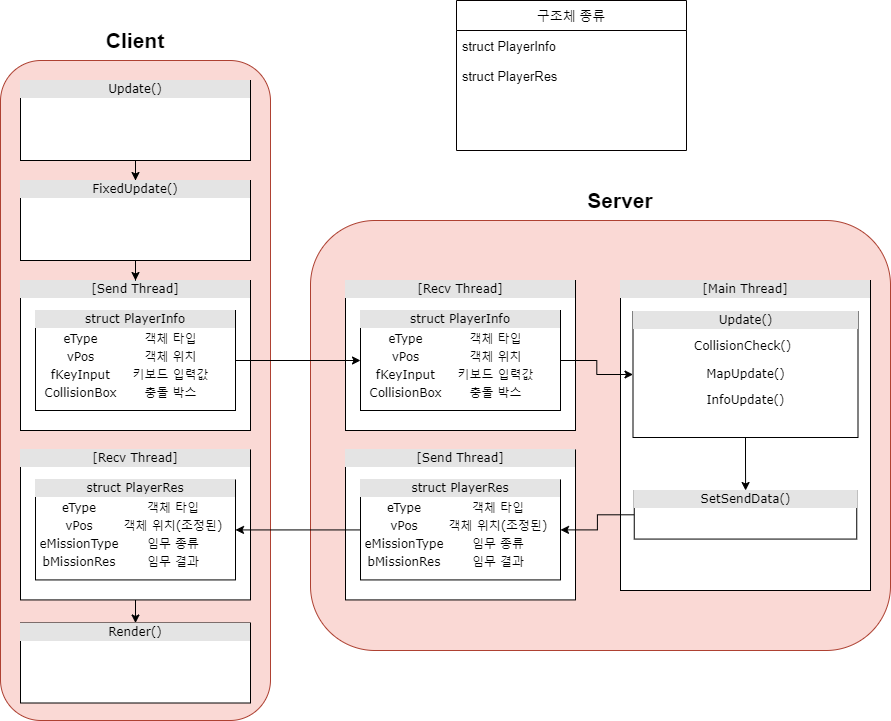 구조체 종류
struct PlayerInfo
struct PlayerRes
Client
Update()
FixedUpdate()
[Send Thread]
struct PlayerInfo
eType 객체 타입
vPos 객체 위치
fKeyInput 키보드 입력값
CollisionBox 충돌 박스
[Recv Thread]
struct PlayerRes
eType 객체 타입
vPos 객체 위치(조정된)
eMissionType 임무 종류
bMissionRes 임무 결과
Render()
Server
[Recv Thread]
struct PlayerInfo
eType 객체 타입
vPos 객체 위치
fKeyInput 키보드 입력값
CollisionBox 충돌 박스
[Send Thread]
struct PlayerRes
eType 객체 타입
vPos 객체 위치(조정된)
eMissionType 임무 종류
bMissionRes 임무 결과
[Main Thread]
Update()
CollisionCheck()
MapUpdate()
InfoUpdate()
SetSendData()